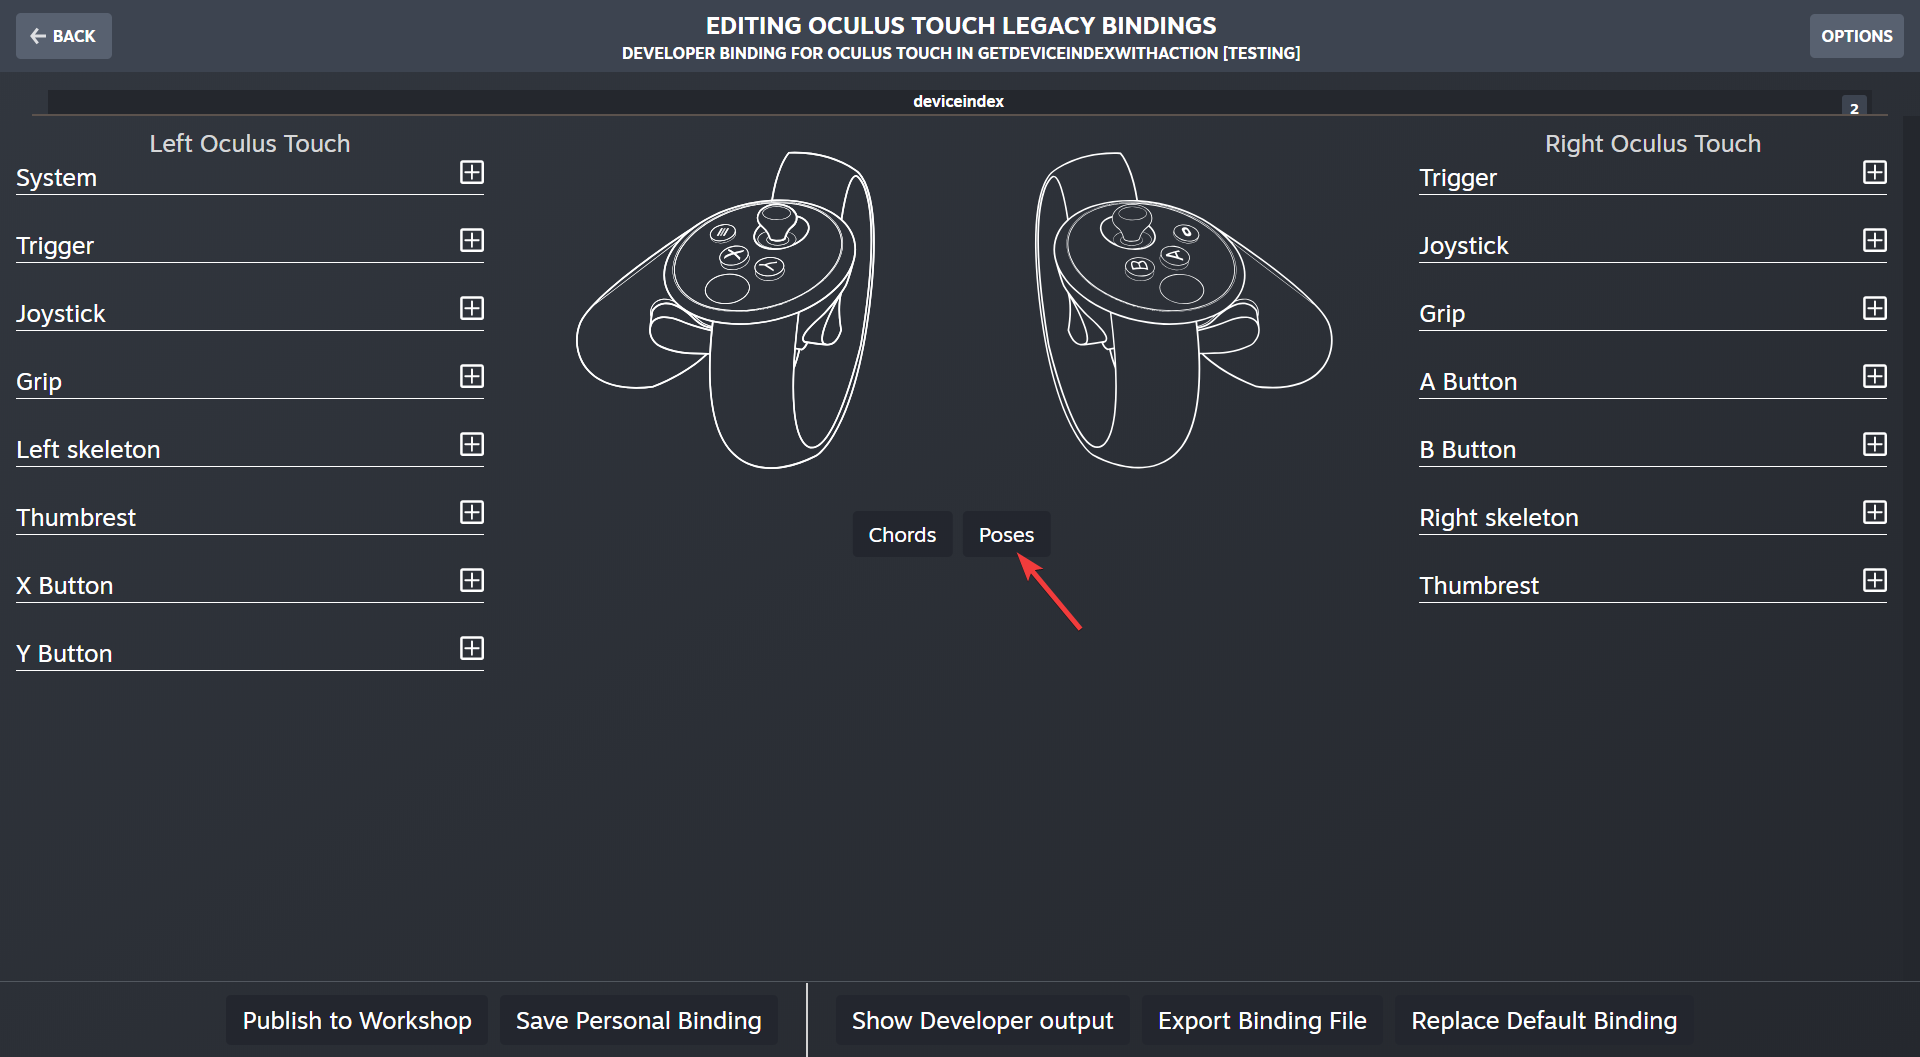 BACK
EDITING OCULUS TOUCH LEGACY BINDINGS
DEVELOPER BINDING FOR OCULUS TOUCH IN GETDEVICEINDEXWITHACTION [TESTING]
OPTIONS
deviceindex
2
Left Oculus Touch
System
Trigger
Joystick
Grip
Left skeleton
Thumbrest
X Button
Y Button
X
Y
B
A
Chords
Poses
Right Oculus Touch
Trigger
Joystick
Grip
A Button
B Button
Right skeleton
Thumbrest
Publish to Workshop
Save Personal Binding
Show Developer output
Export Binding File
Replace Default Binding